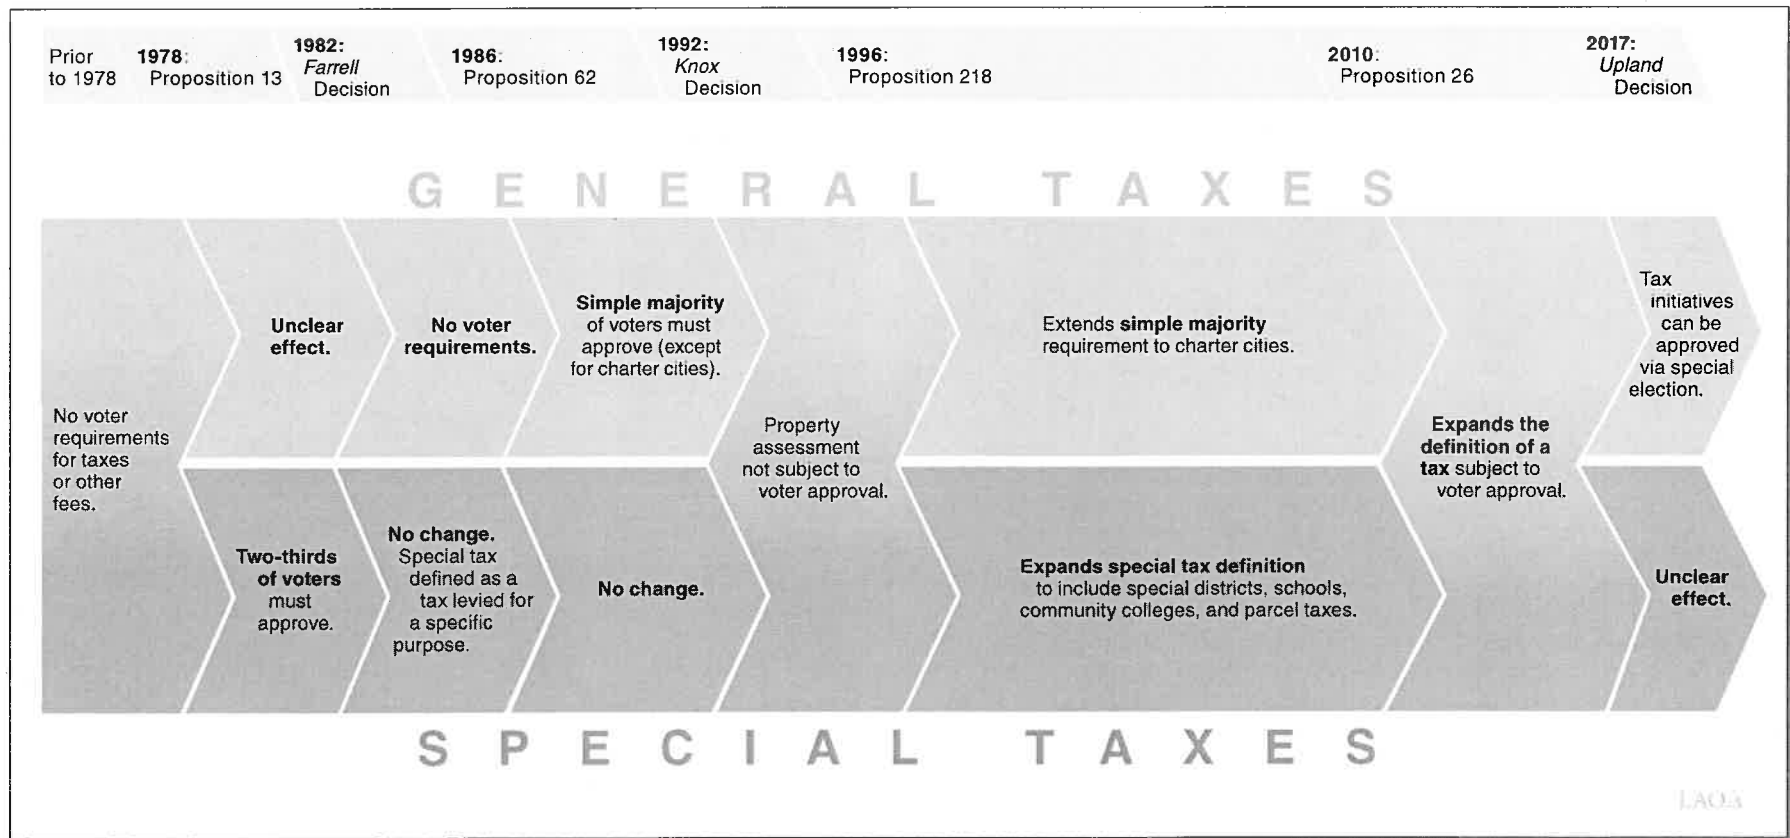 Prior
to 1978
1978:
Proposition 13
1982:
Farrell
Decision
1986:
Proposition 62
1992:
Knox
Decision
1996:
Proposition 218
2010:
Proposition 26
2017:
Upland
Decision
GENERAL TAXES
No voter
requirements
for taxes
or other
fees.
Unclear
effect.
No voter
requirements.
Simple majority
of voters must
approve (except
for charter cities).
Property
assessment
not subject to
voter approval.
Extends simple majority
requirement to charter cities.
Expands the
definition of a
tax subject to
voter approval.
Tax
initiatives
can be
approved
via special
election.
Two-thirds
of voters
must
approve.
No change.
Special tax
defined as a
tax levied for
a specific
purpose.
No change.
Expands special tax definition
to include special districts, schools,
community colleges, and parcel taxes.
Unclear
effect.
SPECIAL TAXES
LAO